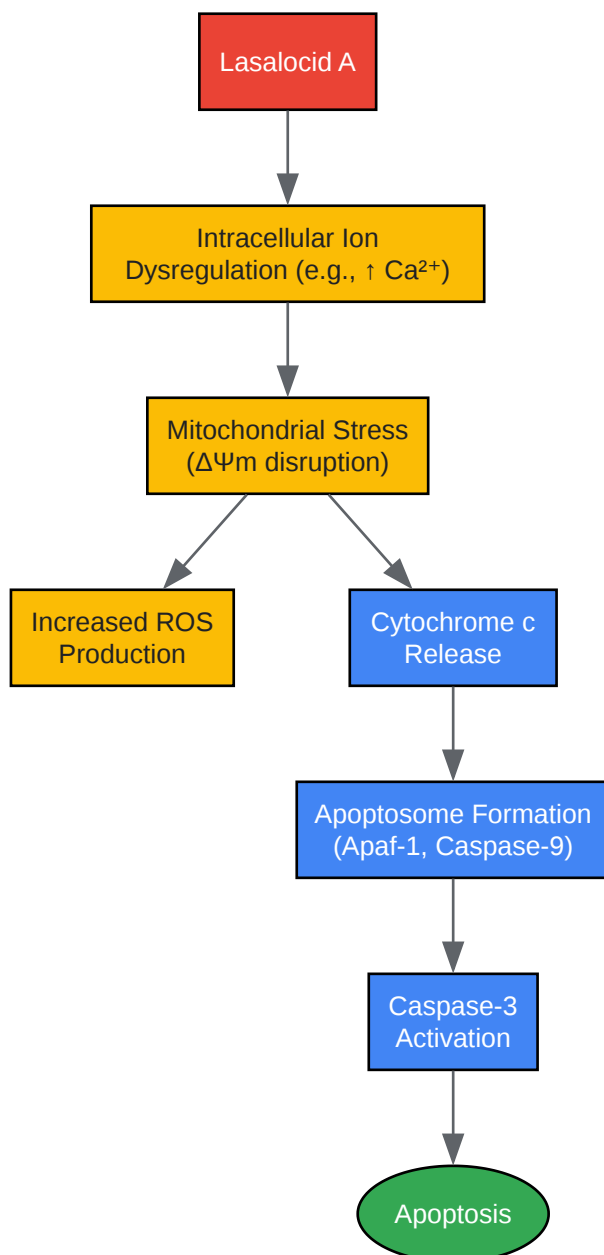 Lasalocid A
Intracellular Ion
Dysregulation (e.g., ↑ Ca²⁺)
Mitochondrial Stress
(ΔΨm disruption)
Increased ROS
Production
Cytochrome c
Release
Apoptosome Formation
(Apaf-1, Caspase-9)
Caspase-3
Activation
Apoptosis